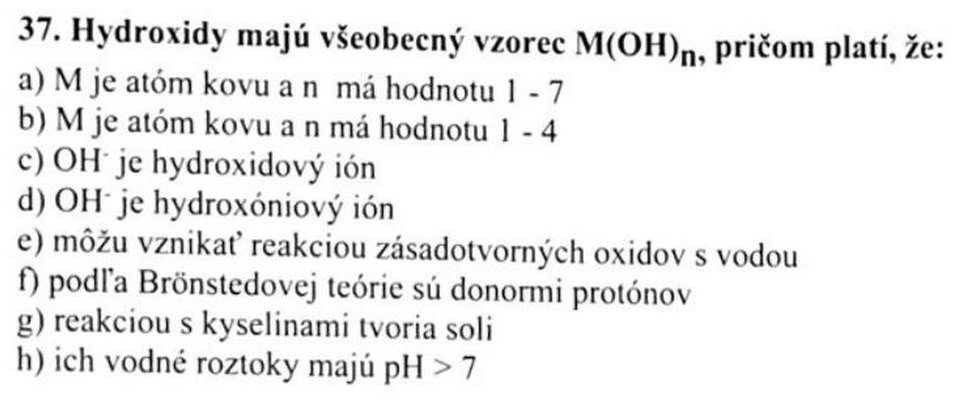 37. Hydroxidy majú všeobecný vzorec M(OH)n, pričom platí, že:
a) M je atóm kovu a n má hodnotu 1 - 7
b) M je atóm kovu a n má hodnotu 1 - 4
c) OH⁻ je hydroxidový ión
d) OH⁻ je hydroxóniový ión
e) môžu vznikať reakciou zásadotvorných oxidov s vodou
f) podľa Brönstedovej teórie sú donormi protónov
g) reakciou s kyselinami tvoria soli
h) ich vodné roztoky majú pH > 7